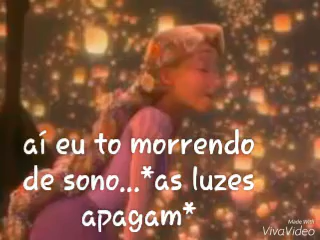 aí eu to morrendo
de sono...*as luzes
apagam*
Made With
VivaVideo